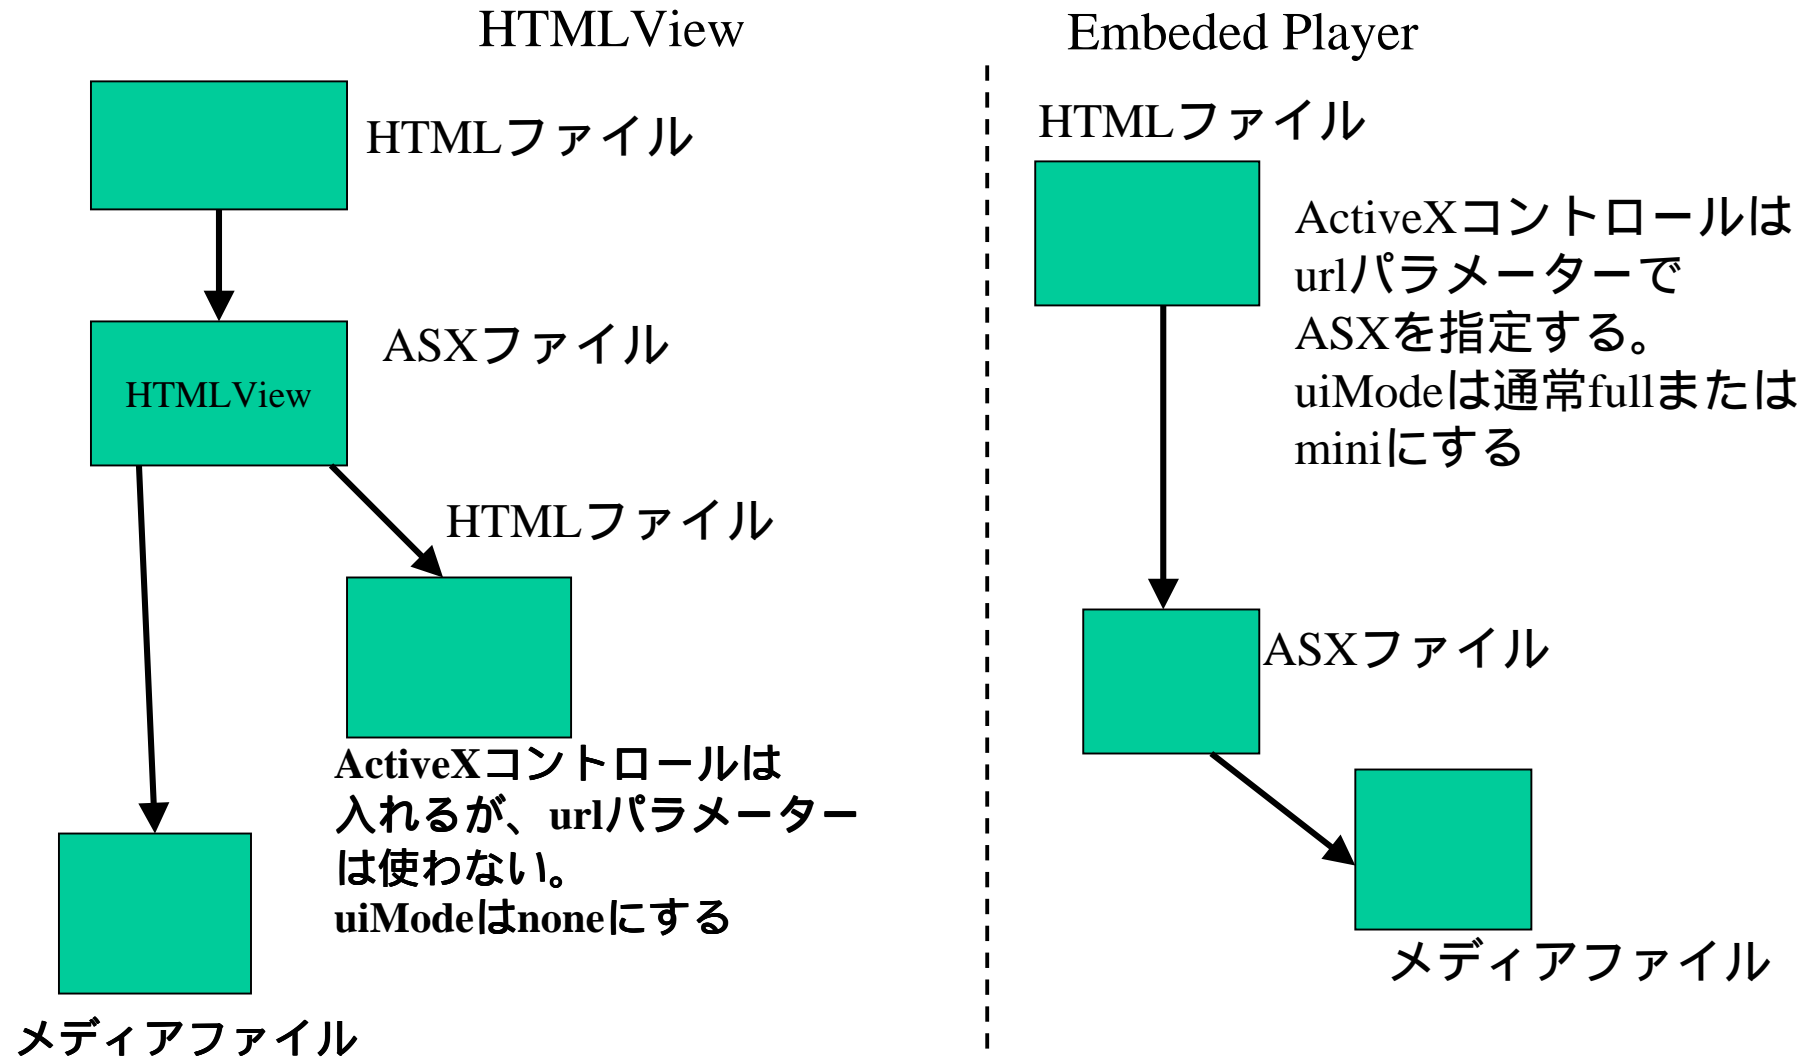 HTMLView
HTMLファイル
ASXファイル
HTMLView
HTMLファイル
ActiveXコントロールは
入れるが、urlパラメーター
は使わない。
uiModeはnoneにする
メディアファイル
Embeded Player
HTMLファイル
ActiveXコントロールは
urlパラメーターで
ASXを指定する。
uiModeは通常fullまたは
miniにする
ASXファイル
メディアファイル